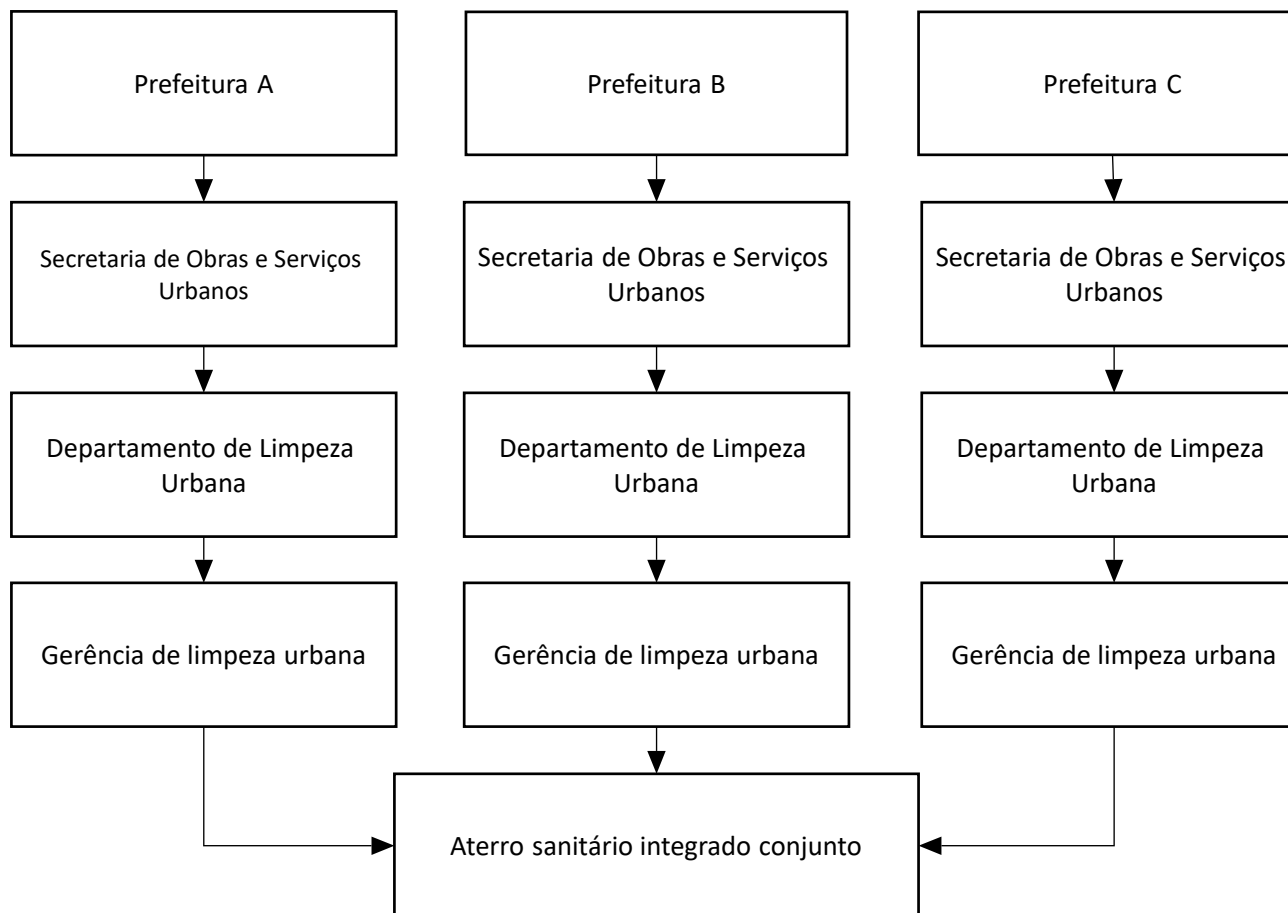 Prefeitura A
Prefeitura B
Prefeitura C
Secretaria de Obras e Serviços
Urbanos
Secretaria de Obras e Serviços
Urbanos
Secretaria de Obras e Serviços
Urbanos
Departamento de Limpeza
Urbana
Departamento de Limpeza
Urbana
Departamento de Limpeza
Urbana
Gerência de limpeza urbana
Gerência de limpeza urbana
Gerência de limpeza urbana
Aterro sanitário integrado conjunto